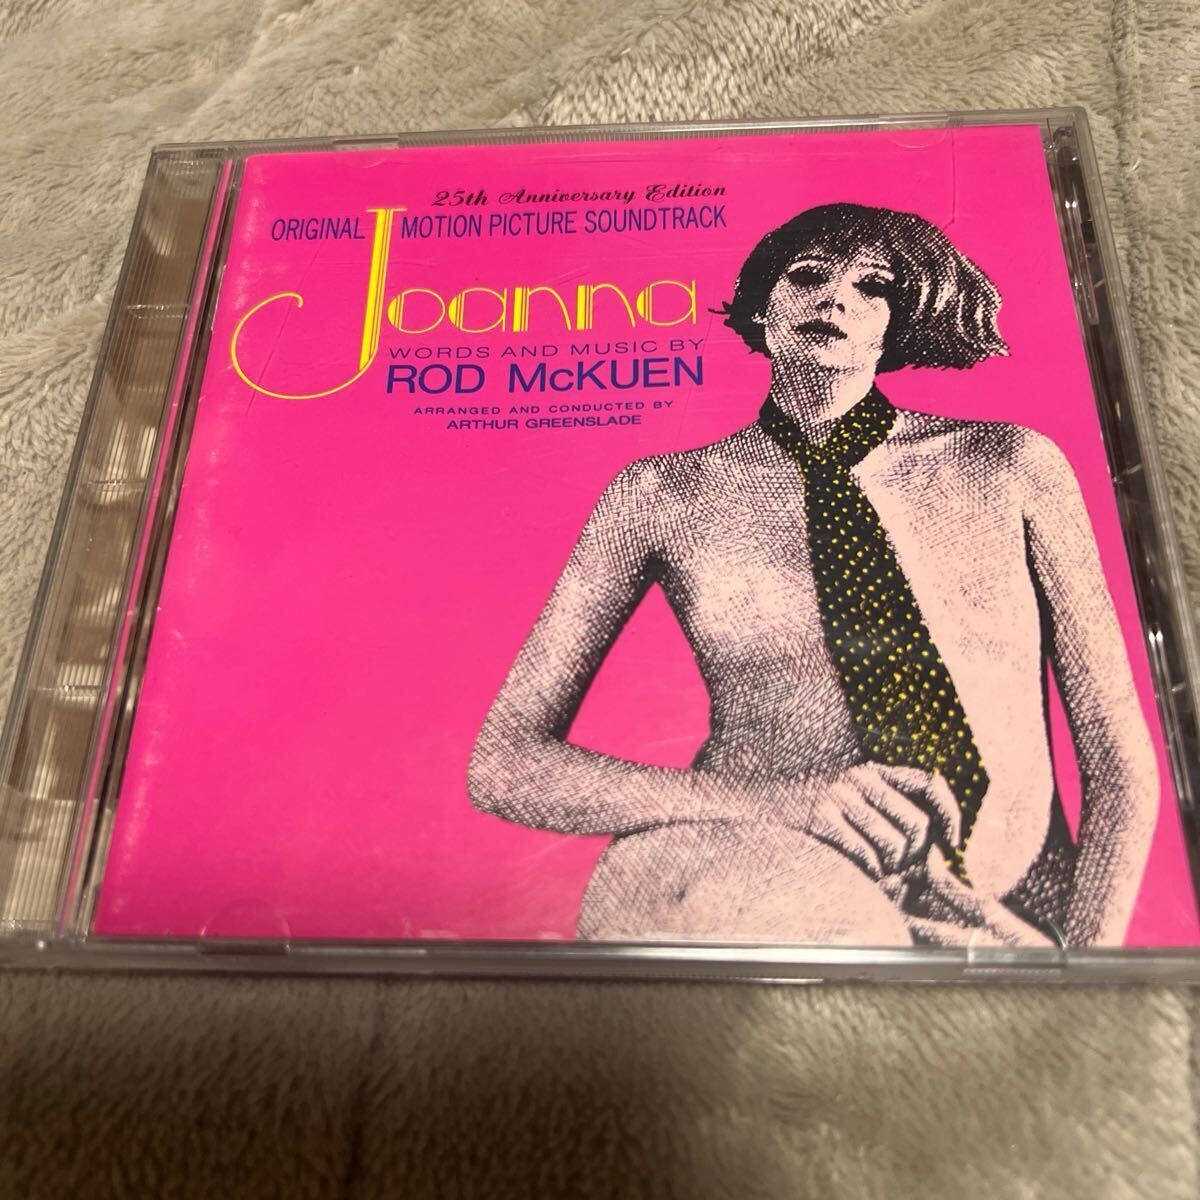 25th Anniversary Edition
ORIGINAL MOTION PICTURE SOUNDTRACK
Joanna
WORDS AND MUSIC BY
ROD McKUEN
ARRANGED AND CONDUCTED BY
ARTHUR GREENSLADE